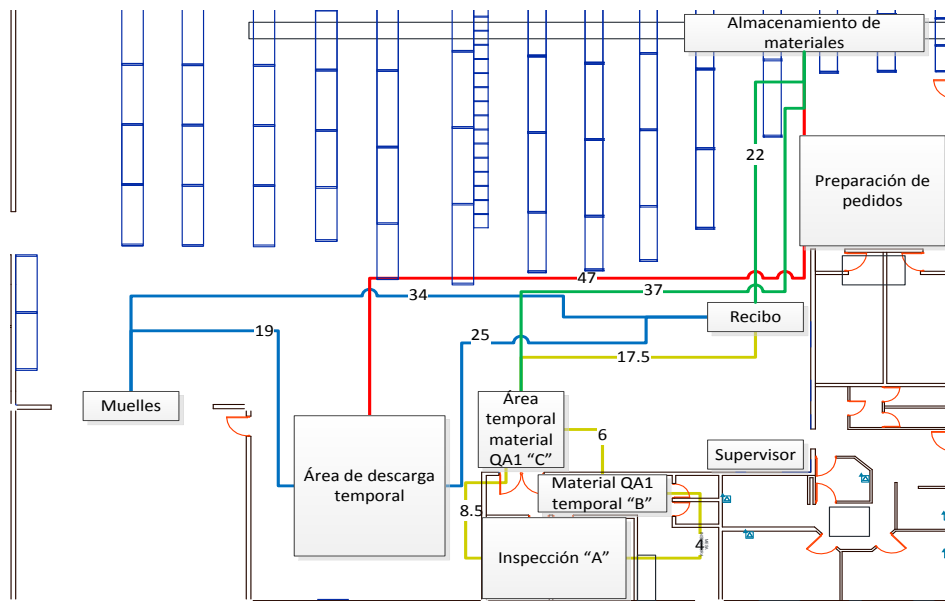 Almacenamiento de
materiales
22
Preparación de
pedidos
47
37
34
Recibo
19
25
17.5
Muelles
Área
temporal
material
QA1 “C”
6
Supervisor
Área de descarga
temporal
Material QA1
temporal “B”
8.5
4
Inspección “A”